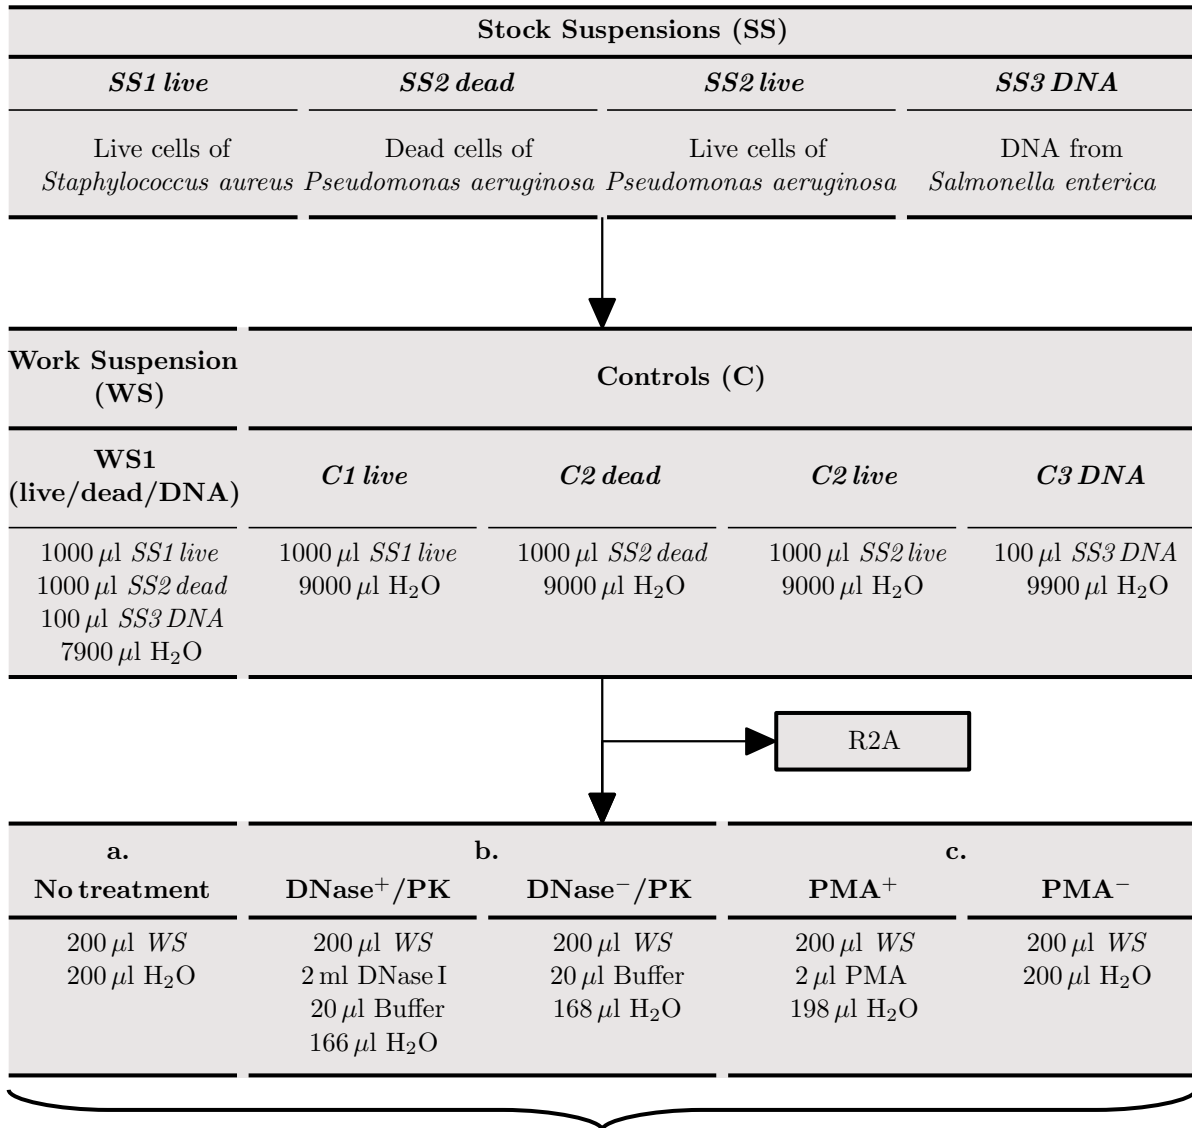 Stock Suspensions (SS)
SS1 live SS2 dead SS2 live SS3 DNA
Live cells of Dead cells of Live cells of DNA from
Staphylococcus aureus Pseudomonas aeruginosa Pseudomonas aeruginosa Salmonella enterica
Work Suspension
(WS)
Controls (C)
WS1
(live/dead/DNA)
C1 live C2 dead C2 live C3 DNA
1000 µl SS1 live 1000 µl SS1 live 1000 µl SS2 dead 1000 µl SS2 live 100 µl SS3 DNA
1000 µl SS2 dead 9000 µl H₂O 9000 µl H₂O 9000 µl H₂O 9900 µl H₂O
100 µl SS3 DNA
7900 µl H₂O
R2A
a. b. c.
No treatment DNase⁺/PK DNase⁻/PK PMA⁺ PMA⁻
200 µl WS 200 µl WS 200 µl WS 200 µl WS 200 µl WS
200 µl H₂O 2 ml DNase I 20 µl Buffer 2 µl PMA 200 µl H₂O
20 µl Buffer 168 µl H₂O 198 µl H₂O
166 µl H₂O